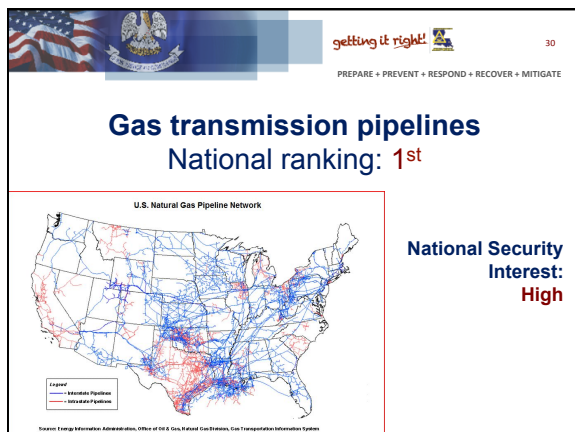 getting it right!
30
PREPARE + PREVENT + RESPOND + RECOVER + MITIGATE
Gas transmission pipelines
National ranking: 1st
U.S. Natural Gas Pipeline Network
National Security
Interest:
High
Legend
= Interstate Pipelines
= Intrastate Pipelines
Source: Energy Information Administration, Office of Oil & Gas, Natural Gas Division, Gas Transportation Information System